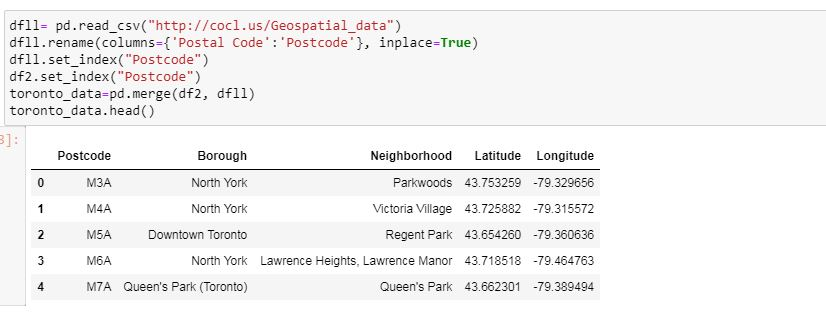 dfll= pd.read_csv("http://cocl.us/Geospatial_data")
dfll.rename(columns={'Postal Code':'Postcode'}, inplace=True)
dfll.set_index("Postcode")
df2.set_index("Postcode")
toronto_data=pd.merge(df2, dfll)
toronto_data.head()
3]:
Postcode Borough Neighborhood Latitude Longitude
0 M3A North York Parkwoods 43.753259 -79.329656
1 M4A North York Victoria Village 43.725882 -79.315572
2 M5A Downtown Toronto Regent Park 43.654260 -79.360636
3 M6A North York Lawrence Heights, Lawrence Manor 43.718518 -79.464763
4 M7A Queen's Park (Toronto) Queen's Park 43.662301 -79.389494